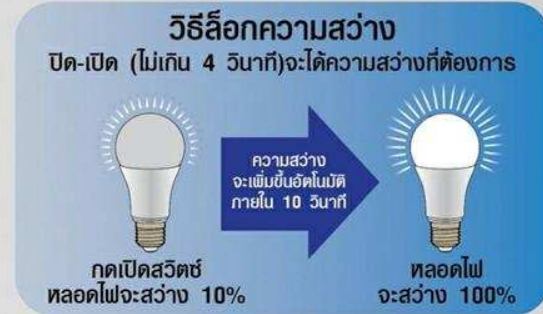 วิธีล็อกความสว่าง
ปิด-เปิด (ไม่เกิน 4 วินาที)จะได้ความสว่างที่ต้องการ
ความสว่าง
จะเพิ่มขึ้นอัตโนมัติ
ภายใน 10 วินาที
กดเปิดสวิตซ์
หลอดไฟจะสว่าง 10%
หลอดไฟ
จะสว่าง 100%